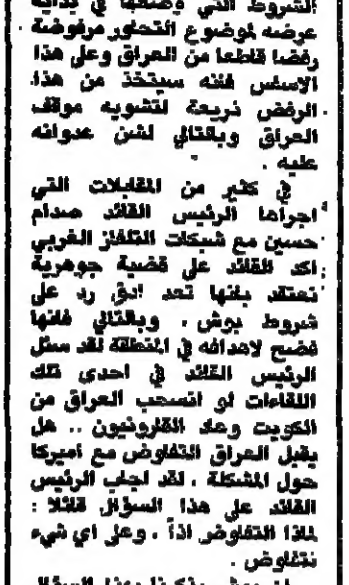 الشروط التي وضعها في بداية
عرضه لموضوع التحاور مرفوضة
رفضا قاطعا من العراق وعلى هذا
الاساس فانه سيتخذ من هذا
الرفض ذريعة لتشويه موقف
العراق وبالتالي لشن عدوانه
عليه .
في كثير من المقابلات التي
اجراها الرئيس القائد صدام
حسين مع شبكات التلفاز الغربي
اكد القائد على قضية جوهرية
نعتقد بانها تعد ادق رد على
شروط بوش . وبالتالي فانها
فضح لاهدافه في المنطقة لقد سئل
الرئيس القائد في احدى تلك
اللقاءات لو انسحب العراق من
الكويت وعاد القارونيون .. هل
يقبل العراق التفاوض مع اميركا
حول المشكلة . لقد اجاب الرئيس
القائد على هذا السؤال قائلا :
لماذا التفاوض اذاً . وعلى اي شيء
نتفاوض .
السؤال